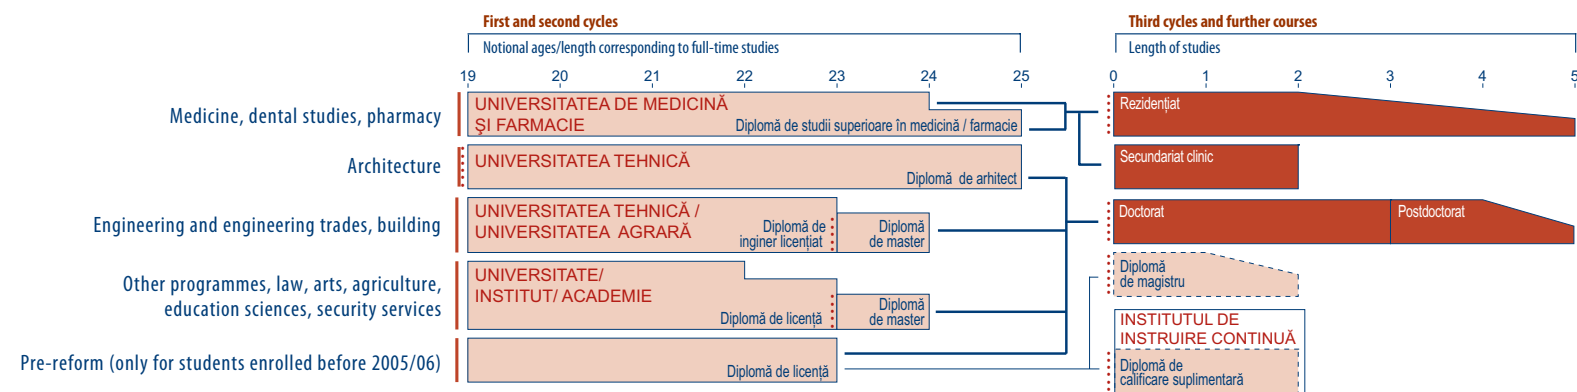 First and second cycles
Third cycles and further courses
Notional ages/length corresponding to full-time studies
Length of studies
19 20 21 22 23 24 25
0 1 2 3 4 5
Medicine, dental studies, pharmacy
UNIVERSITATEA DE MEDICINĂ
ŞI FARMACIE
Diplomă de studii superioare în medicină / farmacie
Rezidențiat
Architecture
UNIVERSITATEA TEHNICĂ
Diplomă de arhitect
Secundariat clinic
Engineering and engineering trades, building
UNIVERSITATEA TEHNICĂ /
UNIVERSITATEA AGRARĂ
Diplomă de
inginer licențiat
Diplomă
de master
Doctorat
Postdoctorat
Other programmes, law, arts, agriculture,
education sciences, security services
UNIVERSITATE/
INSTITUT/ ACADEMIE
Diplomă de licență
Diplomă
de master
Diplomă
de magistru
Pre-reform (only for students enrolled before 2005/06)
Diplomă de licență
INSTITUTUL DE
INSTRUIRE CONTINUĂ
Diplomă de
calificare suplimentară